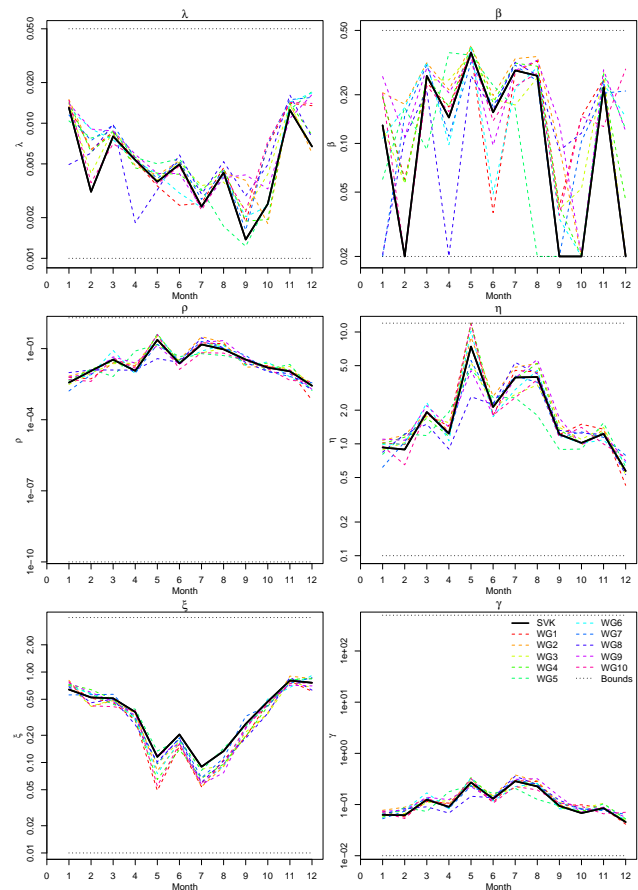 λ
0.050
0.020
0.010
0.005
0.002
0.001
λ
0 1 2 3 4 5 6 7 8 9 10 11 12
Month
β
0.50
0.20
0.10
0.05
0.02
β
0 1 2 3 4 5 6 7 8 9 10 11 12
Month
ρ
1e−01
1e−04
1e−07
1e−10
ρ
0 1 2 3 4 5 6 7 8 9 10 11 12
Month
η
10.0
5.0
2.0
1.0
0.5
0.2
0.1
η
0 1 2 3 4 5 6 7 8 9 10 11 12
Month
ξ
2.00
1.00
0.50
0.20
0.10
0.04
0.01
ξ
0 1 2 3 4 5 6 7 8 9 10 11 12
Month
γ
1e+02
1e+01
1e+00
1e−01
1e−02
γ
SVK WG6
WG1 WG7
WG2 WG8
WG3 WG9
WG4 WG10
WG5 Bounds
0 1 2 3 4 5 6 7 8 9 10 11 12
Month